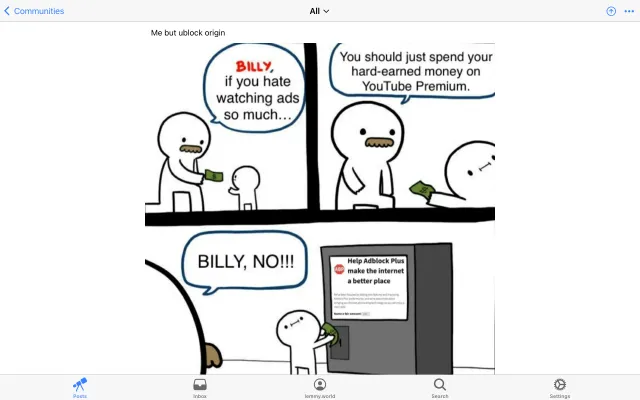 Communities
All
Me but ublock origin
BILLY,
if you hate
watching ads
so much...
You should just spend your
hard-earned money on
YouTube Premium.
BILLY, NO!!!
Help Adblock Plus
make the internet
a better place
Posts
Inbox
lemmy.world
Search
Settings